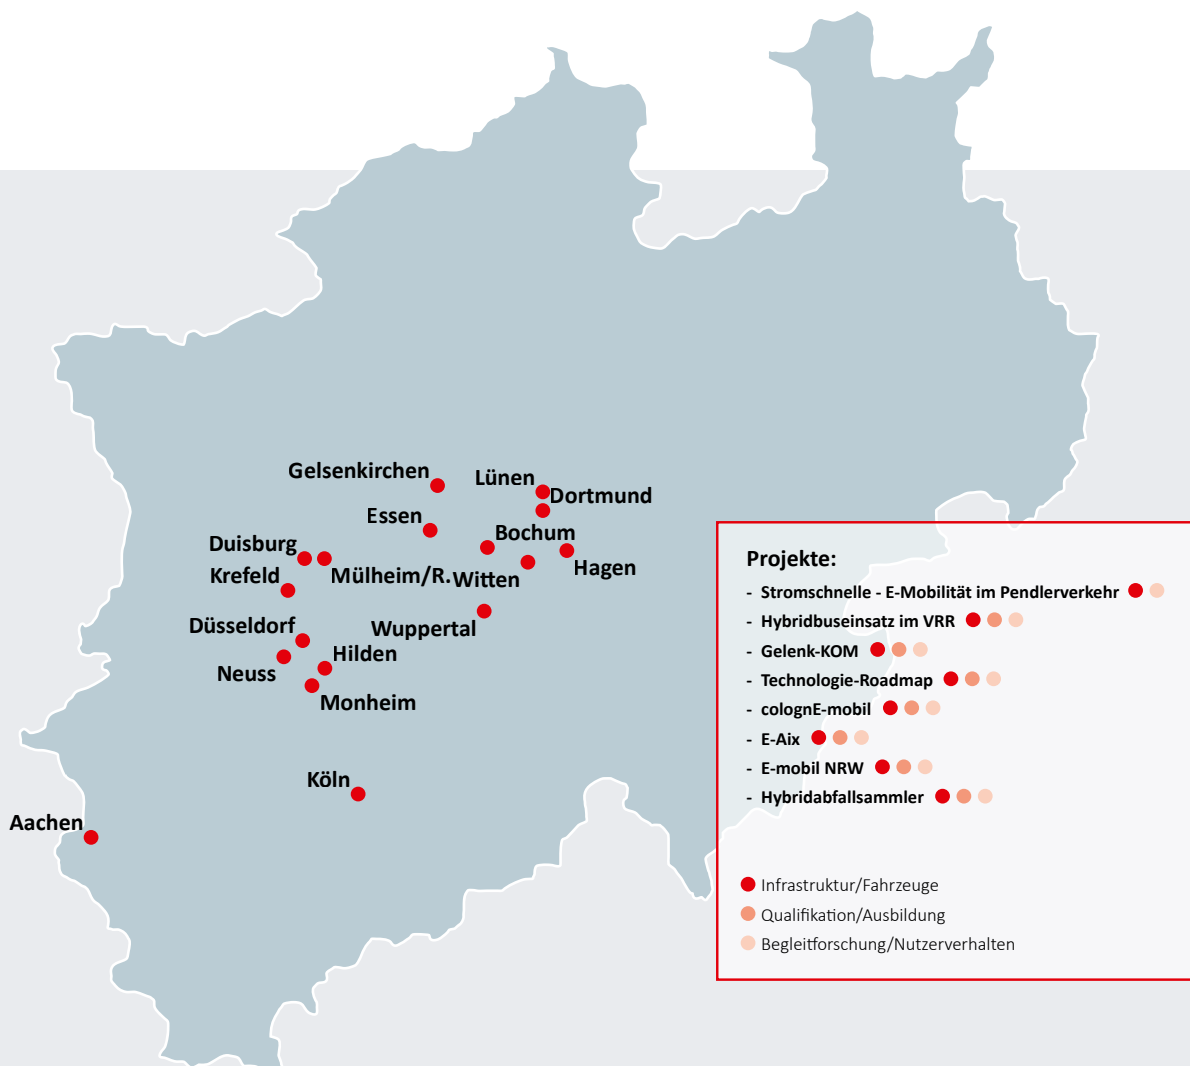 Gelsenkirchen
Lünen
Dortmund
Essen
Bochum
Duisburg
Mülheim/R.
Witten
Hagen
Krefeld
Düsseldorf
Wuppertal
Hilden
Neuss
Monheim
Köln
Aachen
Projekte:
- Stromschnelle - E-Mobilität im Pendlerverkehr
- Hybridbuseinsatz im VRR
- Gelenk-KOM
- Technologie-Roadmap
- colognE-mobil
- E-Aix
- E-mobil NRW
- Hybridabfallsammler
Infrastruktur/Fahrzeuge
Qualifikation/Ausbildung
Begleitforschung/Nutzerverhalten